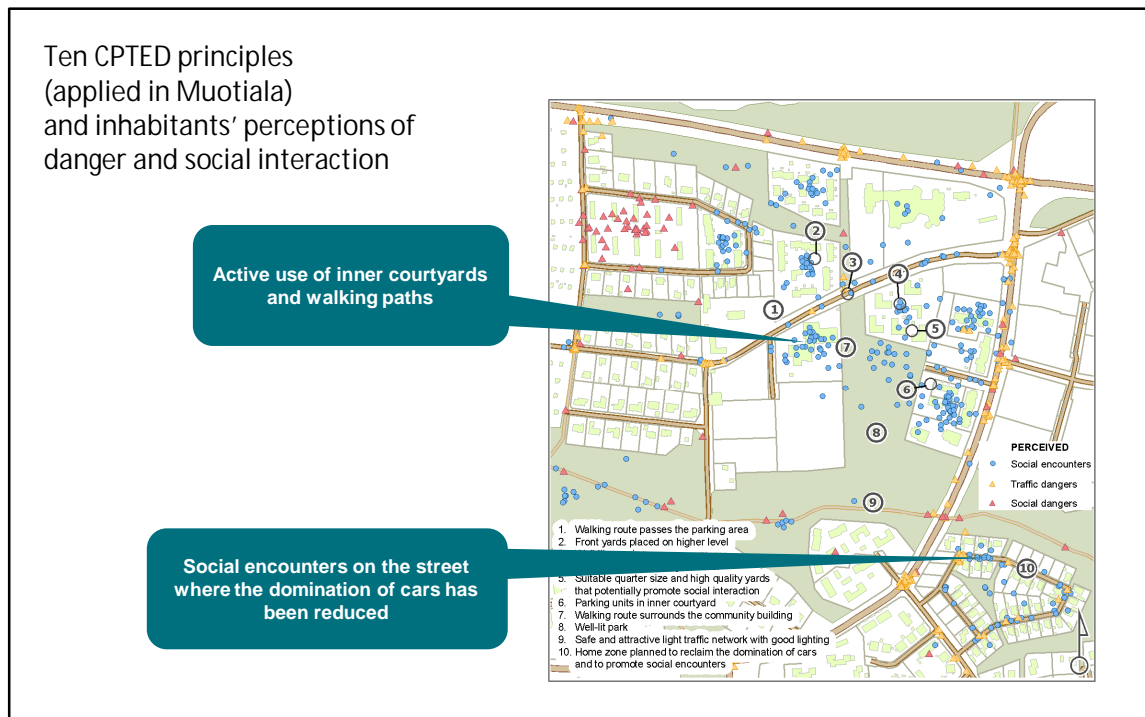 Ten CPTED principles
(applied in Muotiala)
and inhabitants' perceptions of
danger and social interaction
Active use of inner courtyards
and walking paths
Social encounters on the street
where the domination of cars has
been reduced
2
3
4
1
5
7
6
8
9
10
PERCEIVED
Social encounters
Traffic dangers
Social dangers
1. Walking route passes the parking area
2. Front yards placed on higher level
5. Suitable quarter size and high quality yards
that potentially promote social interaction
6. Parking units in inner courtyard
7. Walking route surrounds the community building
8. Well-lit park
9. Safe and attractive light traffic network with good lighting
10. Home zone planned to reclaim the domination of cars
and to promote social encounters